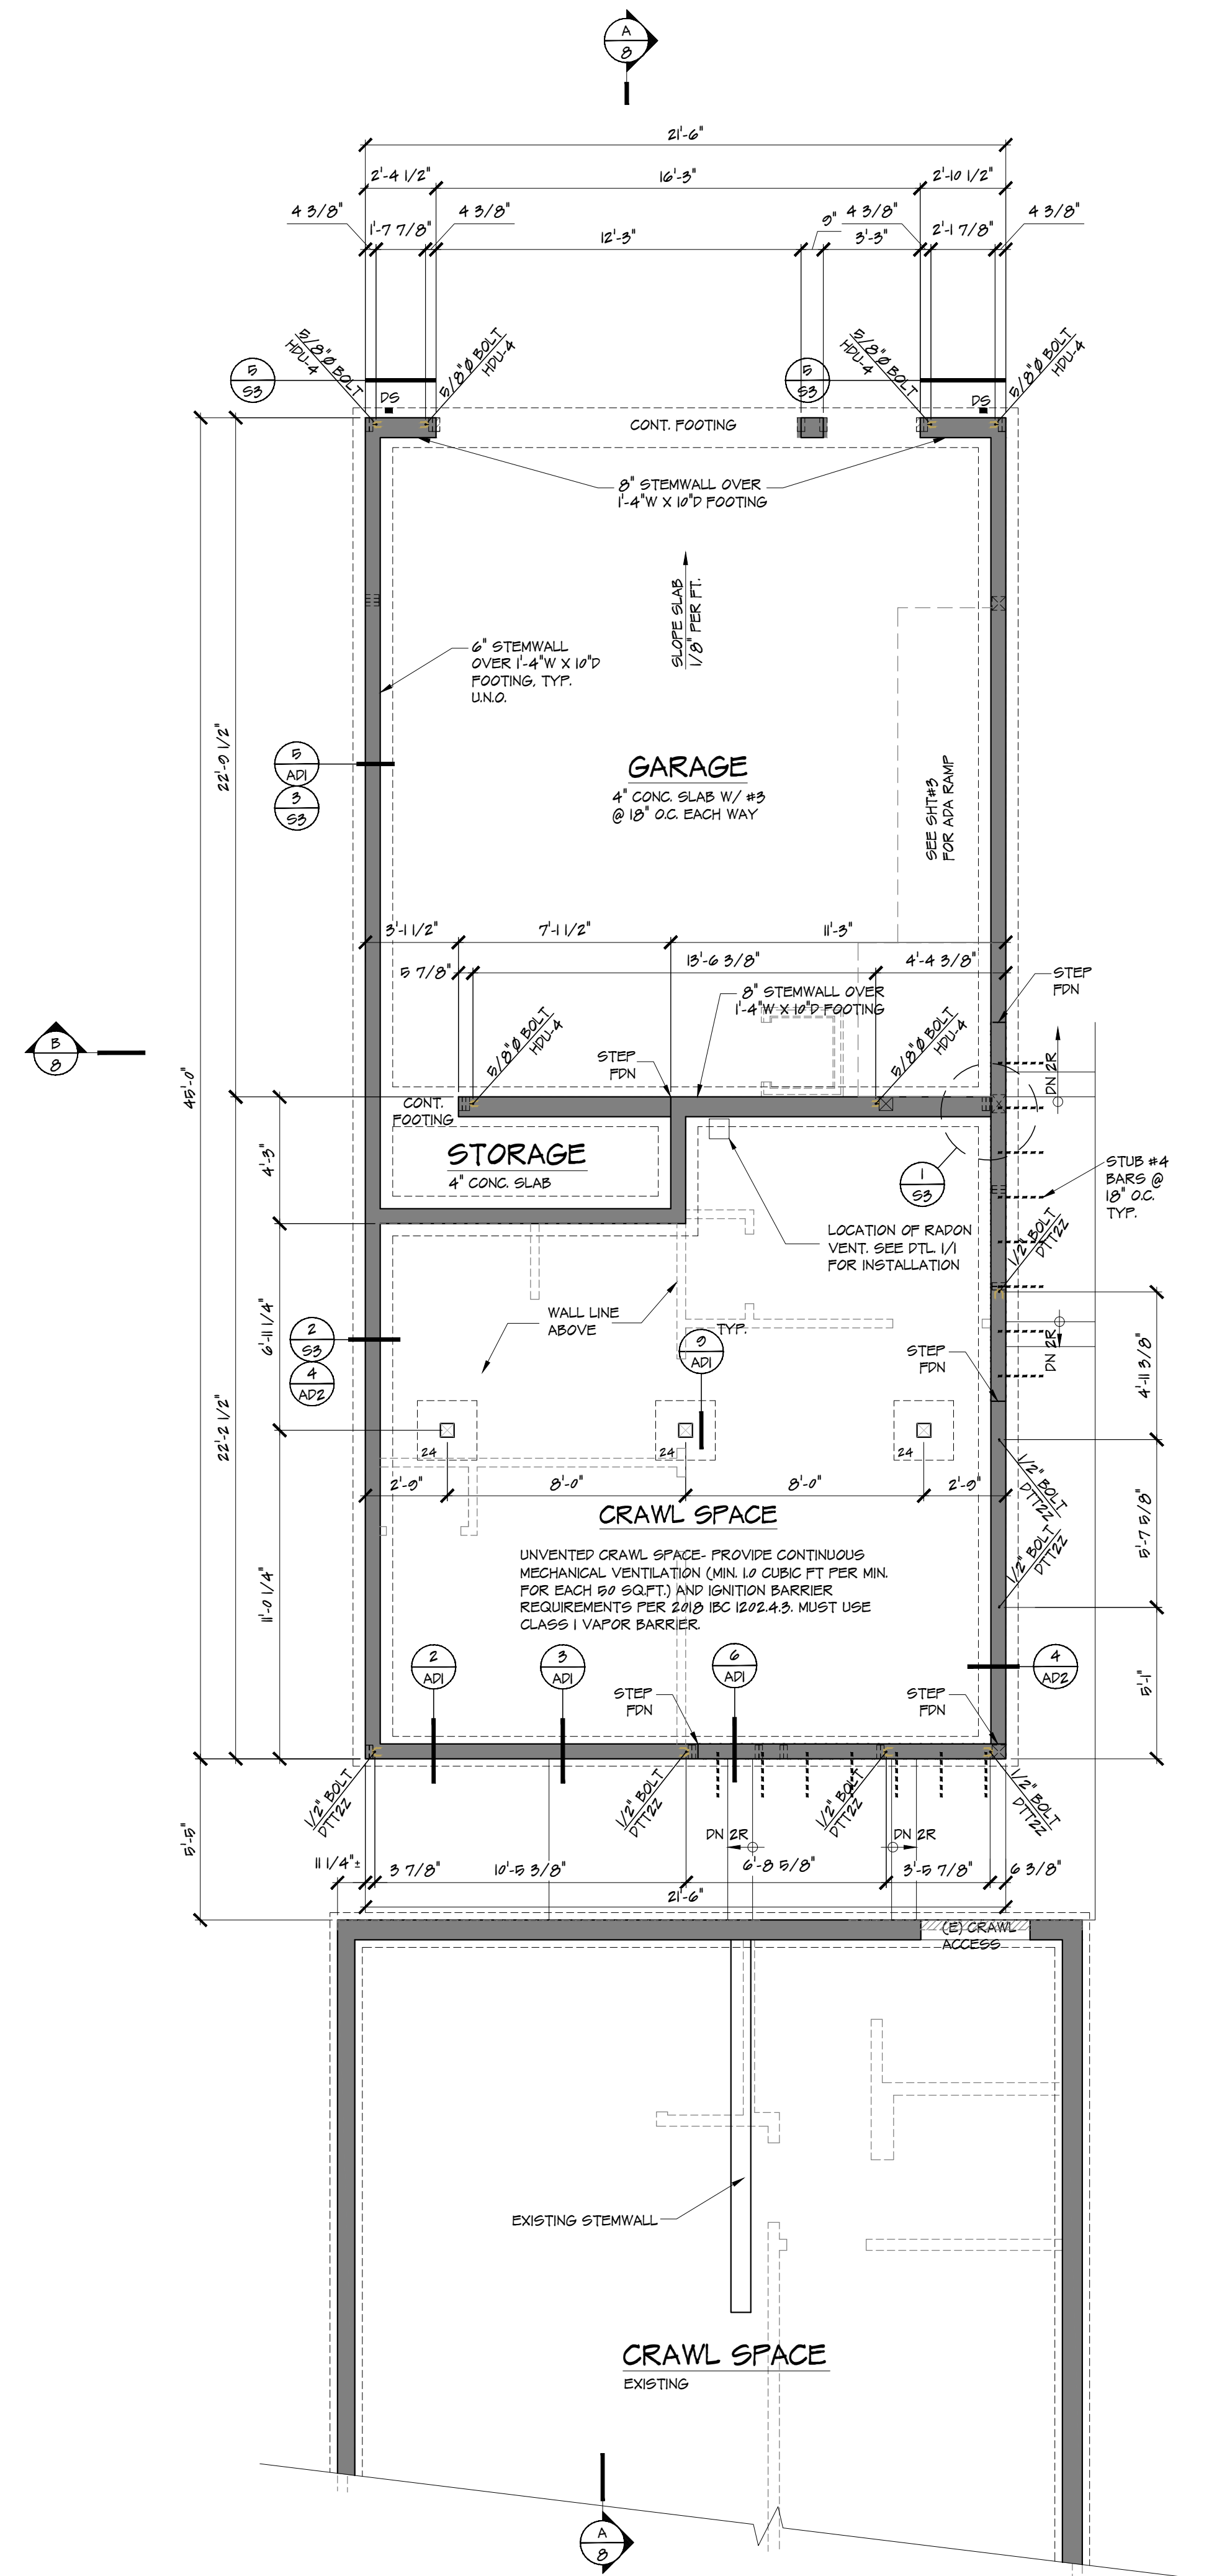 A
8
21'-6"
2'-4 1/2"
16'-3"
2'-10 1/2"
4 3/8"
1'-7 7/8"
4 3/8"
12'-3"
9"
4 3/8"
3'-3"
2'-1 7/8"
4 3/8"
5/8"Ø BOLT
HDU-4
5/8"Ø BOLT
HDU-4
5/8"Ø BOLT
HDU-4
5/8"Ø BOLT
HDU-4
5
S3
5
S3
DS
DS
CONT. FOOTING
8" STEMWALL OVER
1'-4"W X 10"D FOOTING
SLOPE SLAB
1/8" PER FT.
6" STEMWALL
OVER 1'-4"W X 10"D
FOOTING, TYP.
U.N.O.
22'-9 1/2"
5
AD1
3
S3
GARAGE
4" CONC. SLAB W/ #3
@ 18" O.C. EACH WAY
SEE SHT#3
FOR ADA RAMP
3'-1 1/2"
7'-1 1/2"
11'-3"
5 7/8"
13'-6 3/8"
4'-4 3/8"
STEP
FDN
8" STEMWALL OVER
1'-4"W X 10"D FOOTING
5/8"Ø BOLT
HDU-4
5/8"Ø BOLT
HDU-4
STEP
FDN
B
8
45'-0"
DN 2R
CONT.
FOOTING
STORAGE
4" CONC. SLAB
4'-3"
1
S3
STUB #4
BARS @
18" O.C.
TYP.
LOCATION OF RADON
VENT. SEE DTL. 1/1
FOR INSTALLATION
1/2" BOLT
DTT2Z
WALL LINE
ABOVE
TYP.
9
AD1
2
S3
4
AD2
6'-11 1/4"
STEP
FDN
DN 2R
4'-11 3/8"
22'-2 1/2"
24
24
24
2'-9"
8'-0"
8'-0"
2'-9"
1/2" BOLT
DTT2Z
1/2" BOLT
DTT2Z
5'-7 5/8"
CRAWL SPACE
UNVENTED CRAWL SPACE- PROVIDE CONTINUOUS
MECHANICAL VENTILATION (MIN. 1.0 CUBIC FT PER MIN.
FOR EACH 50 SQ.FT.) AND IGNITION BARRIER
REQUIREMENTS PER 2018 IBC 1202.4.3. MUST USE
CLASS 1 VAPOR BARRIER.
11'-0 1/4"
2
AD1
3
AD1
6
AD1
4
AD2
STEP
FDN
STEP
FDN
5'-1"
1/2" BOLT
DTT2Z
1/2" BOLT
DTT2Z
1/2" BOLT
DTT2Z
1/2" BOLT
DTT2Z
5'-5"
DN 2R
DN 2R
11 1/4"±
3 7/8"
10'-5 3/8"
6'-8 5/8"
3'-5 7/8"
6 3/8"
21'-6"
(E) CRAWL
ACCESS
EXISTING STEMWALL
CRAWL SPACE
EXISTING
A
8